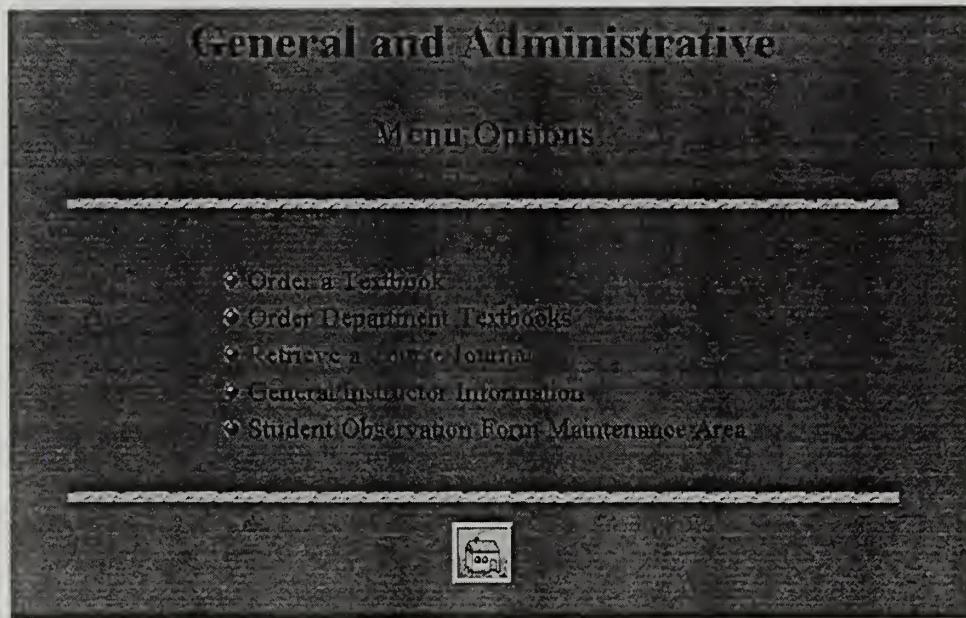 General and Administrative
Menu Options
Order a Textbook
Order Department Textbooks
Retrieve a Course Journal
General Instructor Information
Student Observation Form Maintenance Area